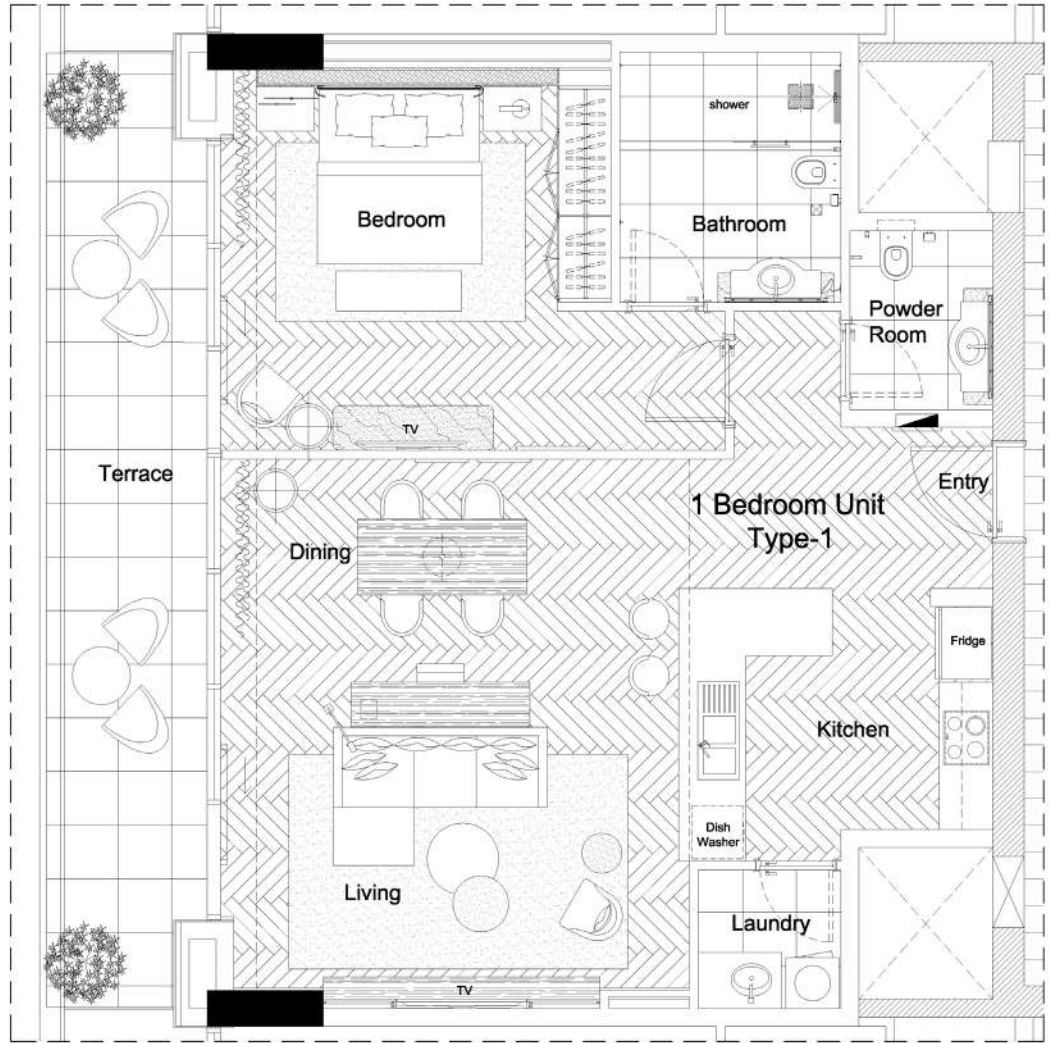 shower
Bedroom
Bathroom
Powder
Room
TV
Terrace
Entry
1 Bedroom Unit
Type-1
Dining
Fridge
Kitchen
Dish
Washer
Living
Laundry
TV